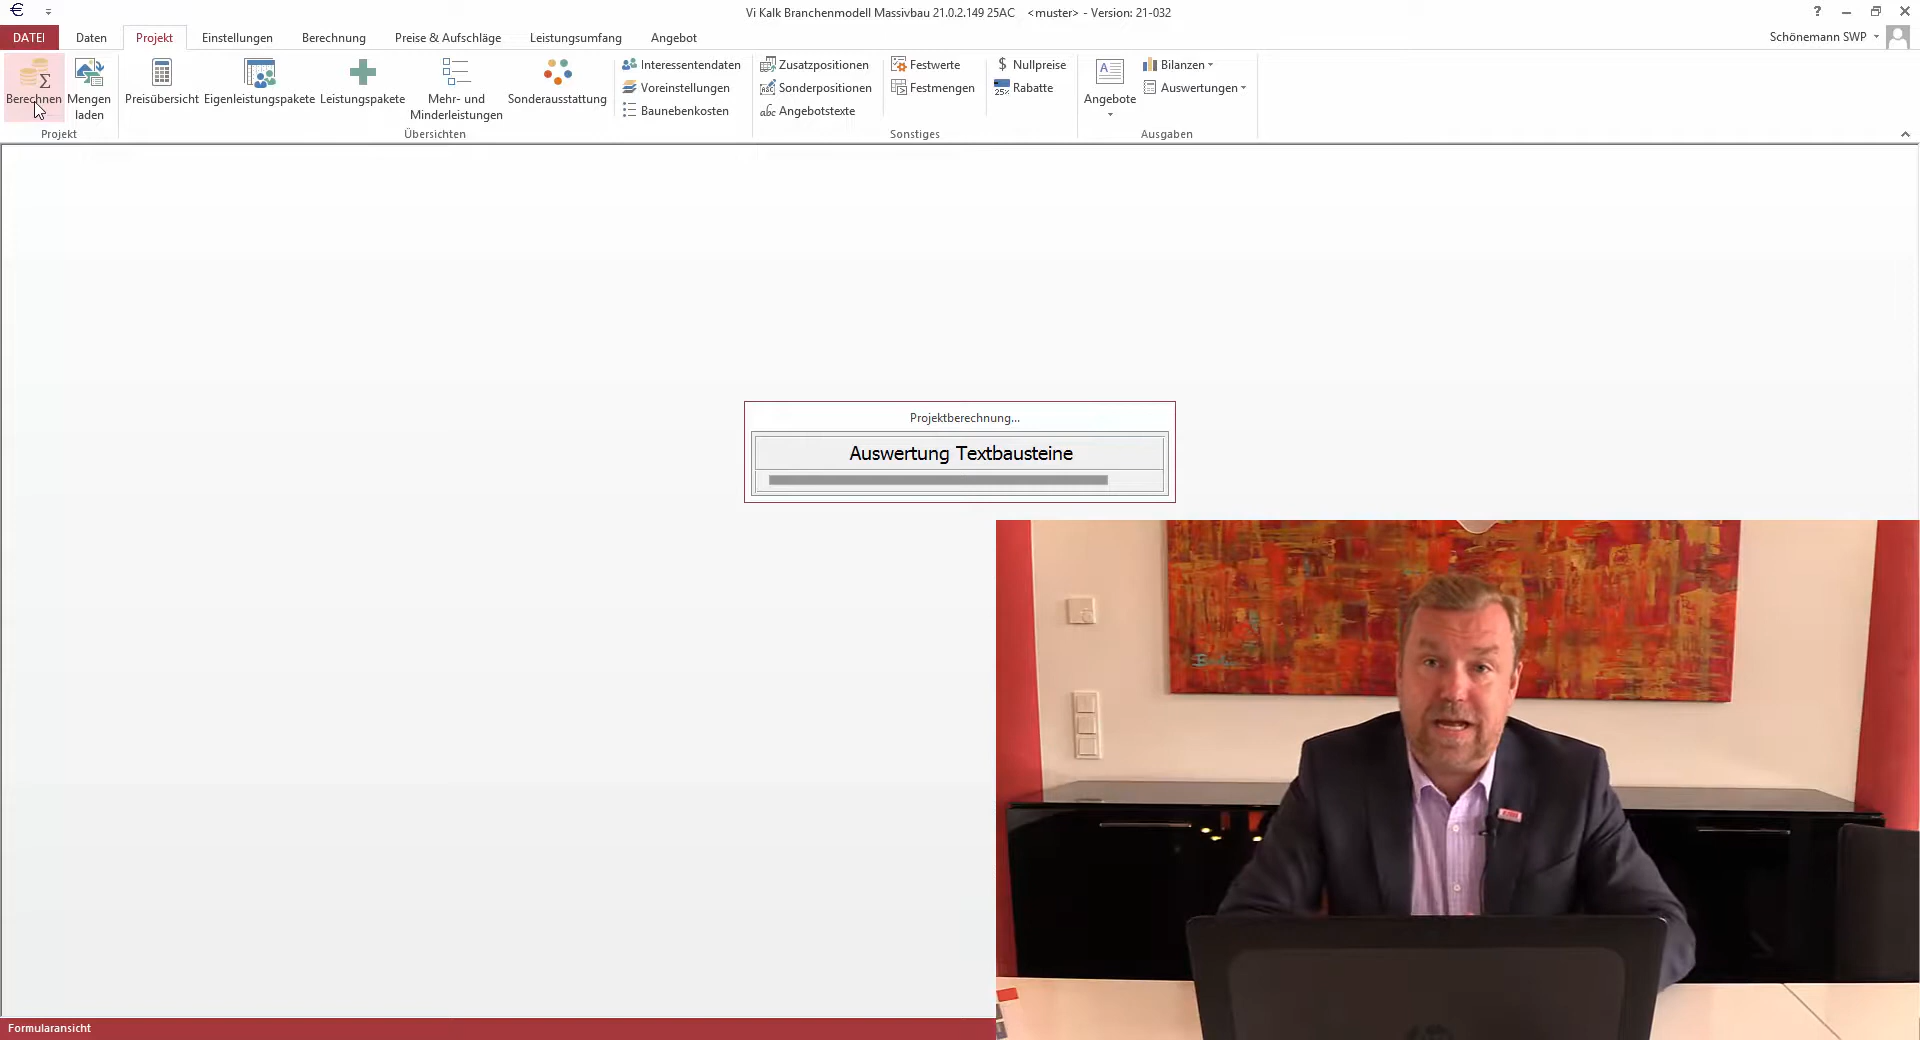 €
Vi Kalk Branchenmodell Massivbau 21.0.2.149 25AC <muster> - Version: 21-032
?
DATEI Daten Projekt Einstellungen Berechnung Preise & Aufschläge Leistungsumfang Angebot
Schönemann SWP
Berechnen
Mengen
laden
Projekt
Preisübersicht
Eigenleistungspakete
Leistungspakete
Mehr- und
Minderleistungen
Sonderausstattung
Übersichten
Interessentendaten
Voreinstellungen
Baunebenkosten
Zusatzpositionen
Sonderpositionen
abc Angebotstexte
Festwerte
Festmengen
$ Nullpreise
25% Rabatte
Sonstiges
A
Angebote
Bilanzen
Auswertungen
Ausgaben
Projektberechnung...
Auswertung Textbausteine
Formularansicht